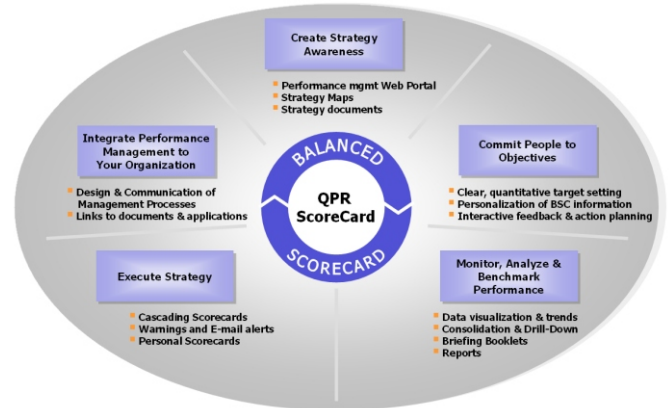 Create Strategy
Awareness
Performance mgmt Web Portal
Strategy Maps
Strategy documents
Integrate Performance
Management to
Your Organization
Design & Communication of
Management Processes
Links to documents & applications
BALANCED
QPR
ScoreCard
SCORECARD
Commit People to
Objectives
Clear, quantitative target setting
Personalization of BSC information
Interactive feedback & action planning
Execute Strategy
Cascading Scorecards
Warnings and E-mail alerts
Personal Scorecards
Monitor, Analyze &
Benchmark
Performance
Data visualization & trends
Consolidation & Drill-Down
Briefing Booklets
Reports